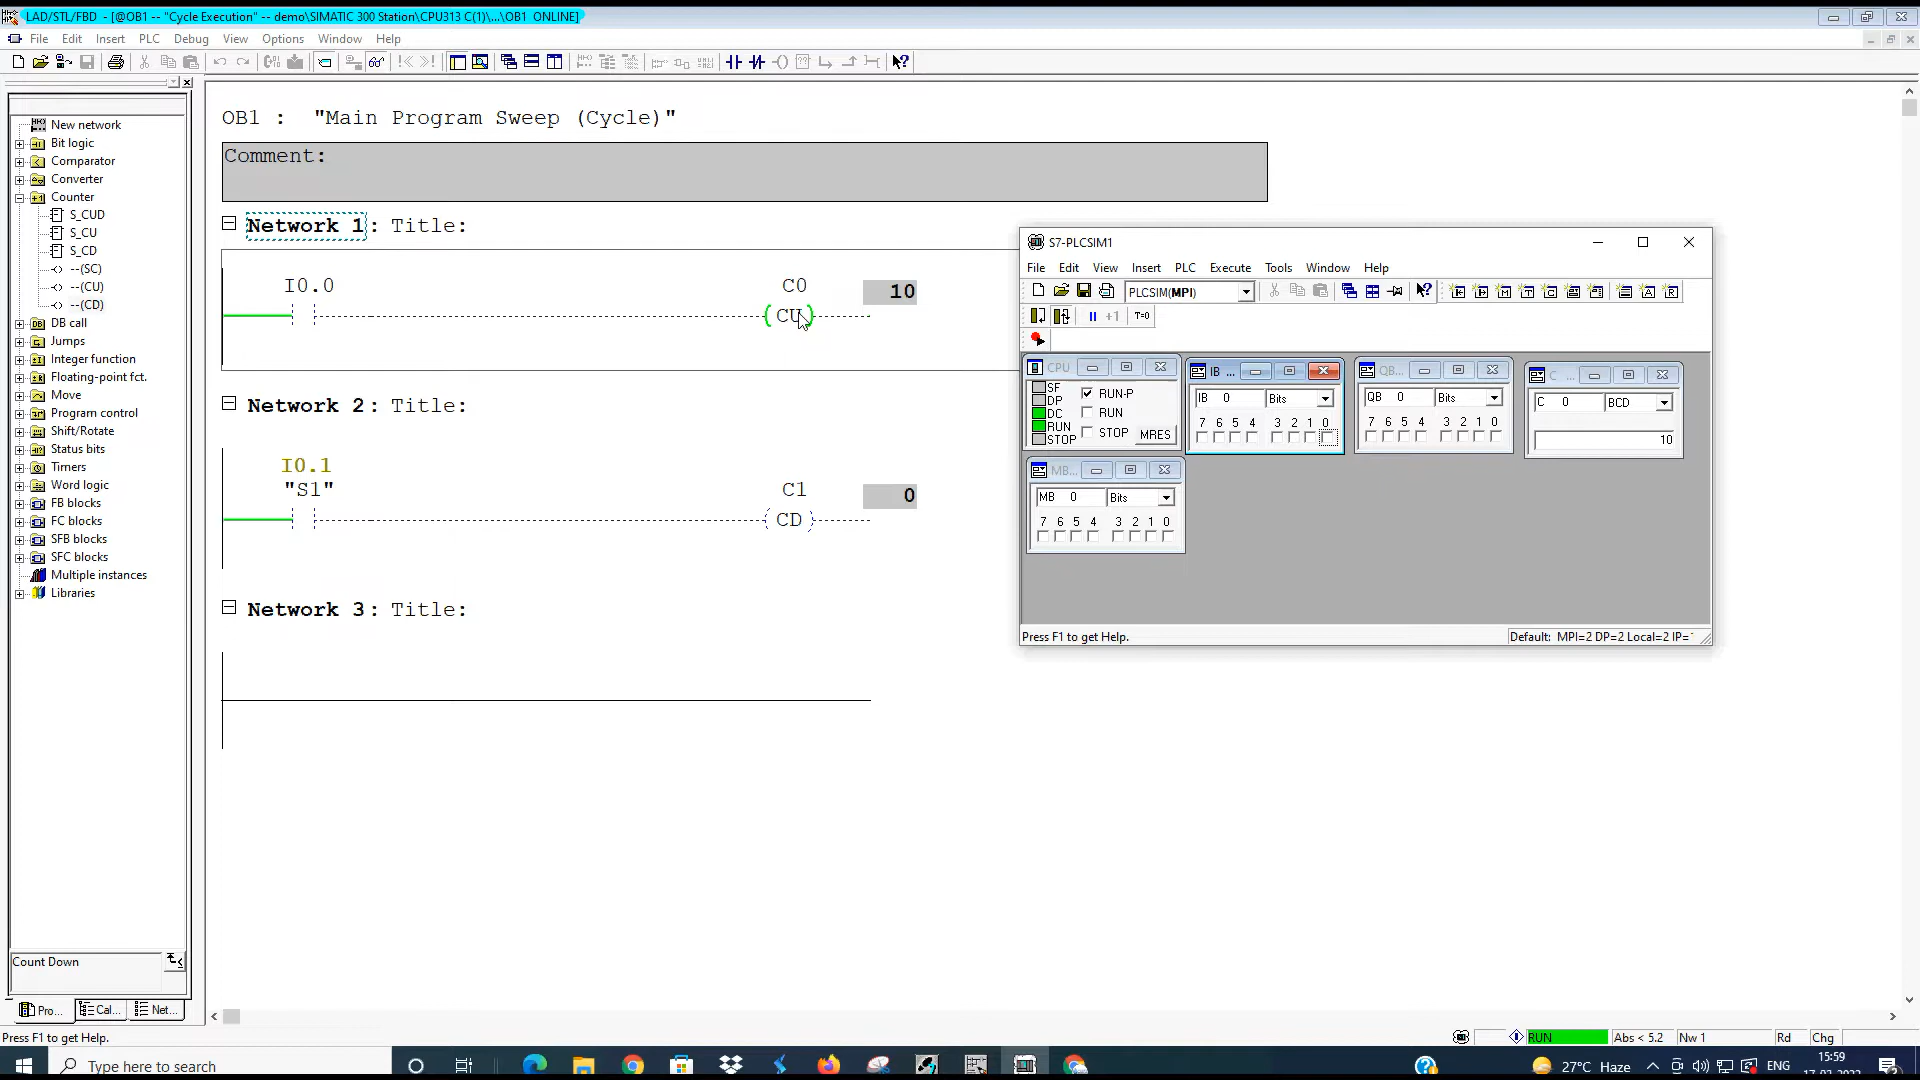 LAD/STL/FBD - [@OB1 -- "Cycle Execution" -- demo\SIMATIC 300 Station\CPU313 C(1)\...\OB1 ONLINE]
File Edit Insert PLC Debug View Options Window Help
New network
Bit logic
Comparator
Converter
Counter
S_CUD
S_CU
S_CD
--(SC)
--(CU)
--(CD)
DB call
Jumps
Integer function
Floating-point fct.
Move
Program control
Shift/Rotate
Status bits
Timers
Word logic
FB blocks
FC blocks
SFB blocks
SFC blocks
Multiple instances
Libraries
Count Down
Pro... Cal... Net...
OB1 : "Main Program Sweep (Cycle)"
Comment:
Network 1: Title:
I0.0 C0 10
CU
Network 2: Title:
I0.1
"S1" C1 0
CD
Network 3: Title:
S7-PLCSIM1
File Edit View Insert PLC Execute Tools Window Help
PLCSIM(MPI)
+1 T=0
CPU
SF
DP
DC
RUN
STOP
RUN-P
RUN
STOP MRES
IB ...
IB 0 Bits
7 6 5 4 3 2 1 0
QB...
QB 0 Bits
7 6 5 4 3 2 1 0
C ...
C 0 BCD
10
MB...
MB 0 Bits
7 6 5 4 3 2 1 0
Press F1 to get Help. Default: MPI=2 DP=2 Local=2 IP=
Press F1 to get Help. RUN Abs < 5.2 Nw 1 Rd Chg
Type here to search 27°C Haze ENG 15:59